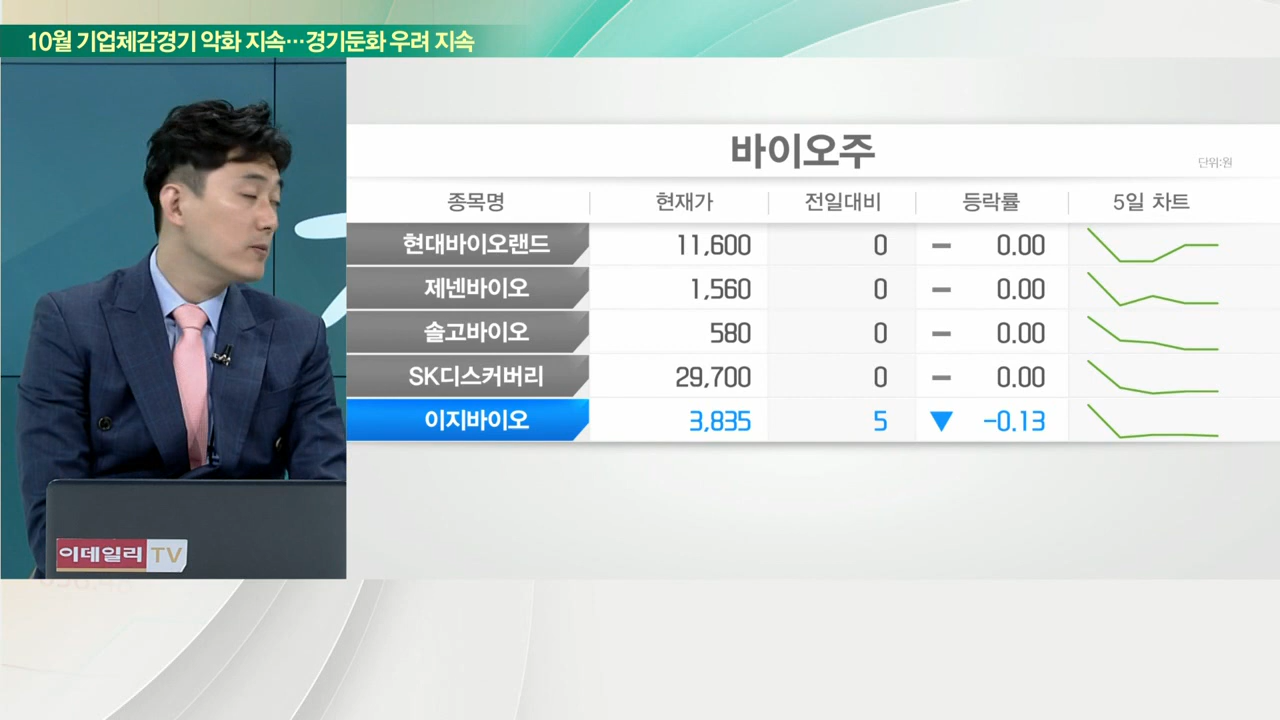 10월 기업체감경기 악화 지속…경기둔화 우려 지속
바이오주
단위:원
종목명 현재가 전일대비 등락률 5일 차트
현대바이오랜드 11,600 0 – 0.00
제넨바이오 1,560 0 – 0.00
솔고바이오 580 0 – 0.00
SK디스커버리 29,700 0 – 0.00
이지바이오 3,835 5 ▼ -0.13
이데일리 TV